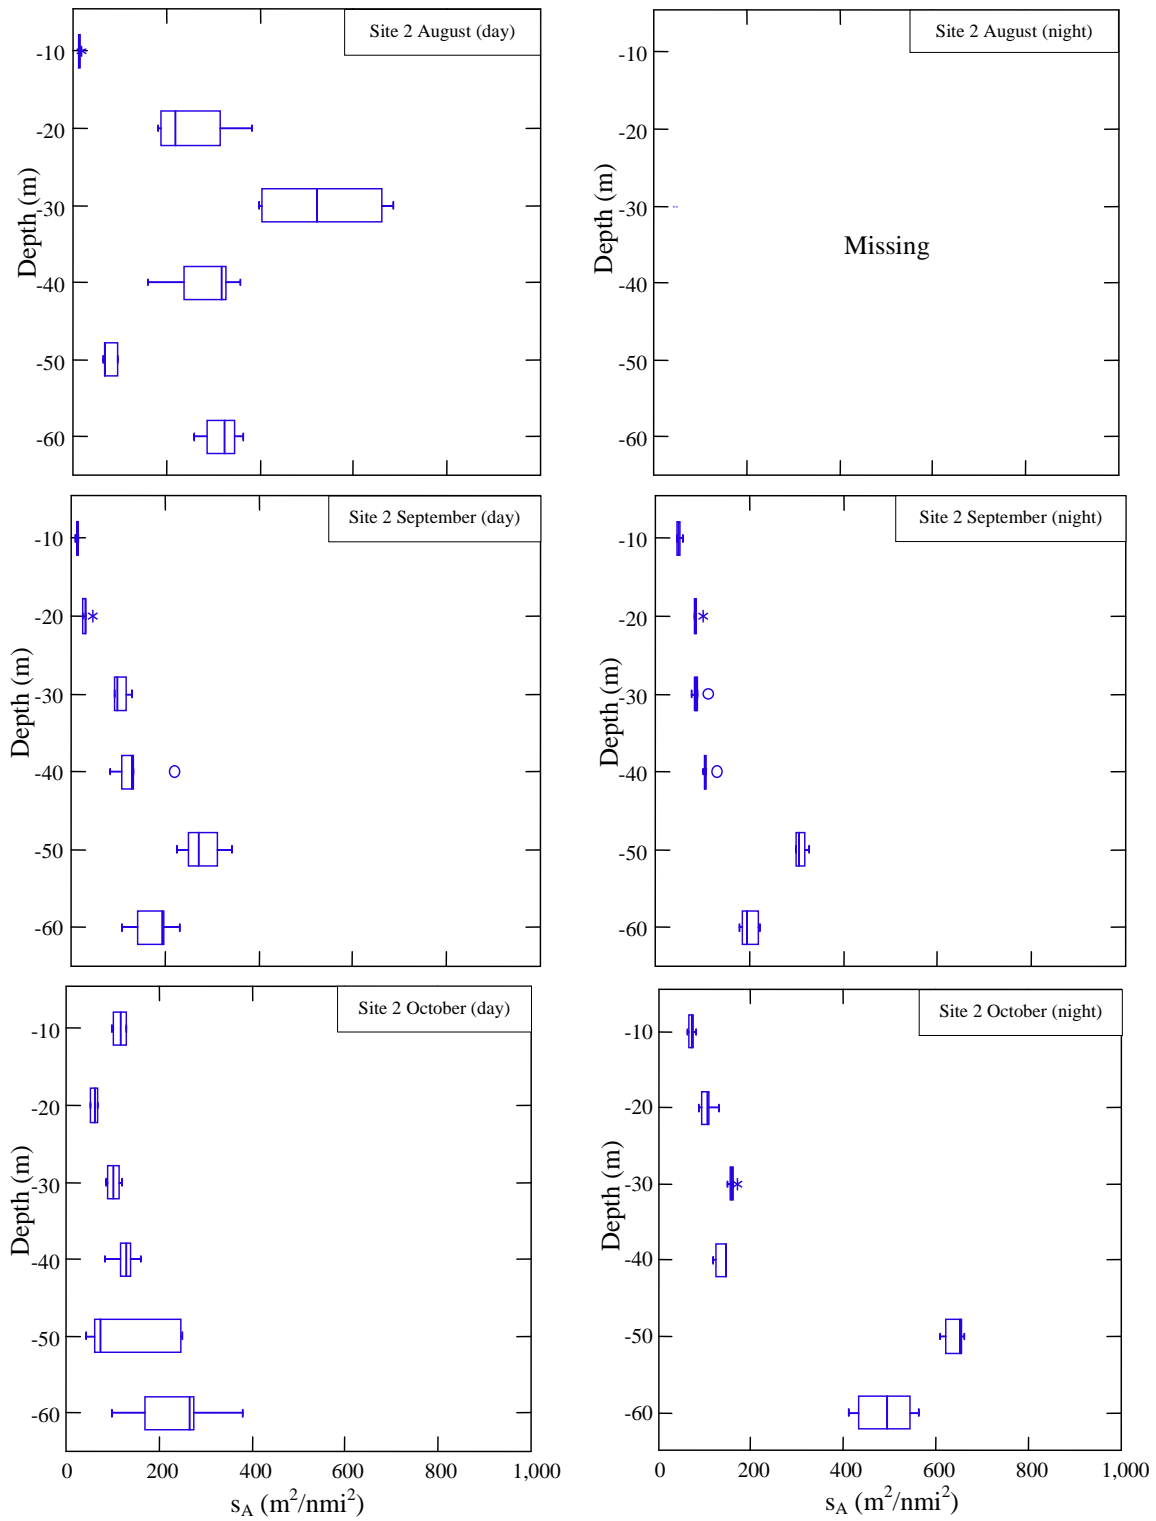 Site 2 August (day)
-10
-20
-30
-40
-50
-60
Depth (m)
Site 2 August (night)
-10
-20
-30
-40
-50
-60
Depth (m)
Missing
Site 2 September (day)
-10
-20
-30
-40
-50
-60
Depth (m)
Site 2 September (night)
-10
-20
-30
-40
-50
-60
Depth (m)
Site 2 October (day)
-10
-20
-30
-40
-50
-60
Depth (m)
0 200 400 600 800 1,000
s_A (m²/nmi²)
Site 2 October (night)
-10
-20
-30
-40
-50
-60
Depth (m)
0 200 400 600 800 1,000
s_A (m²/nmi²)